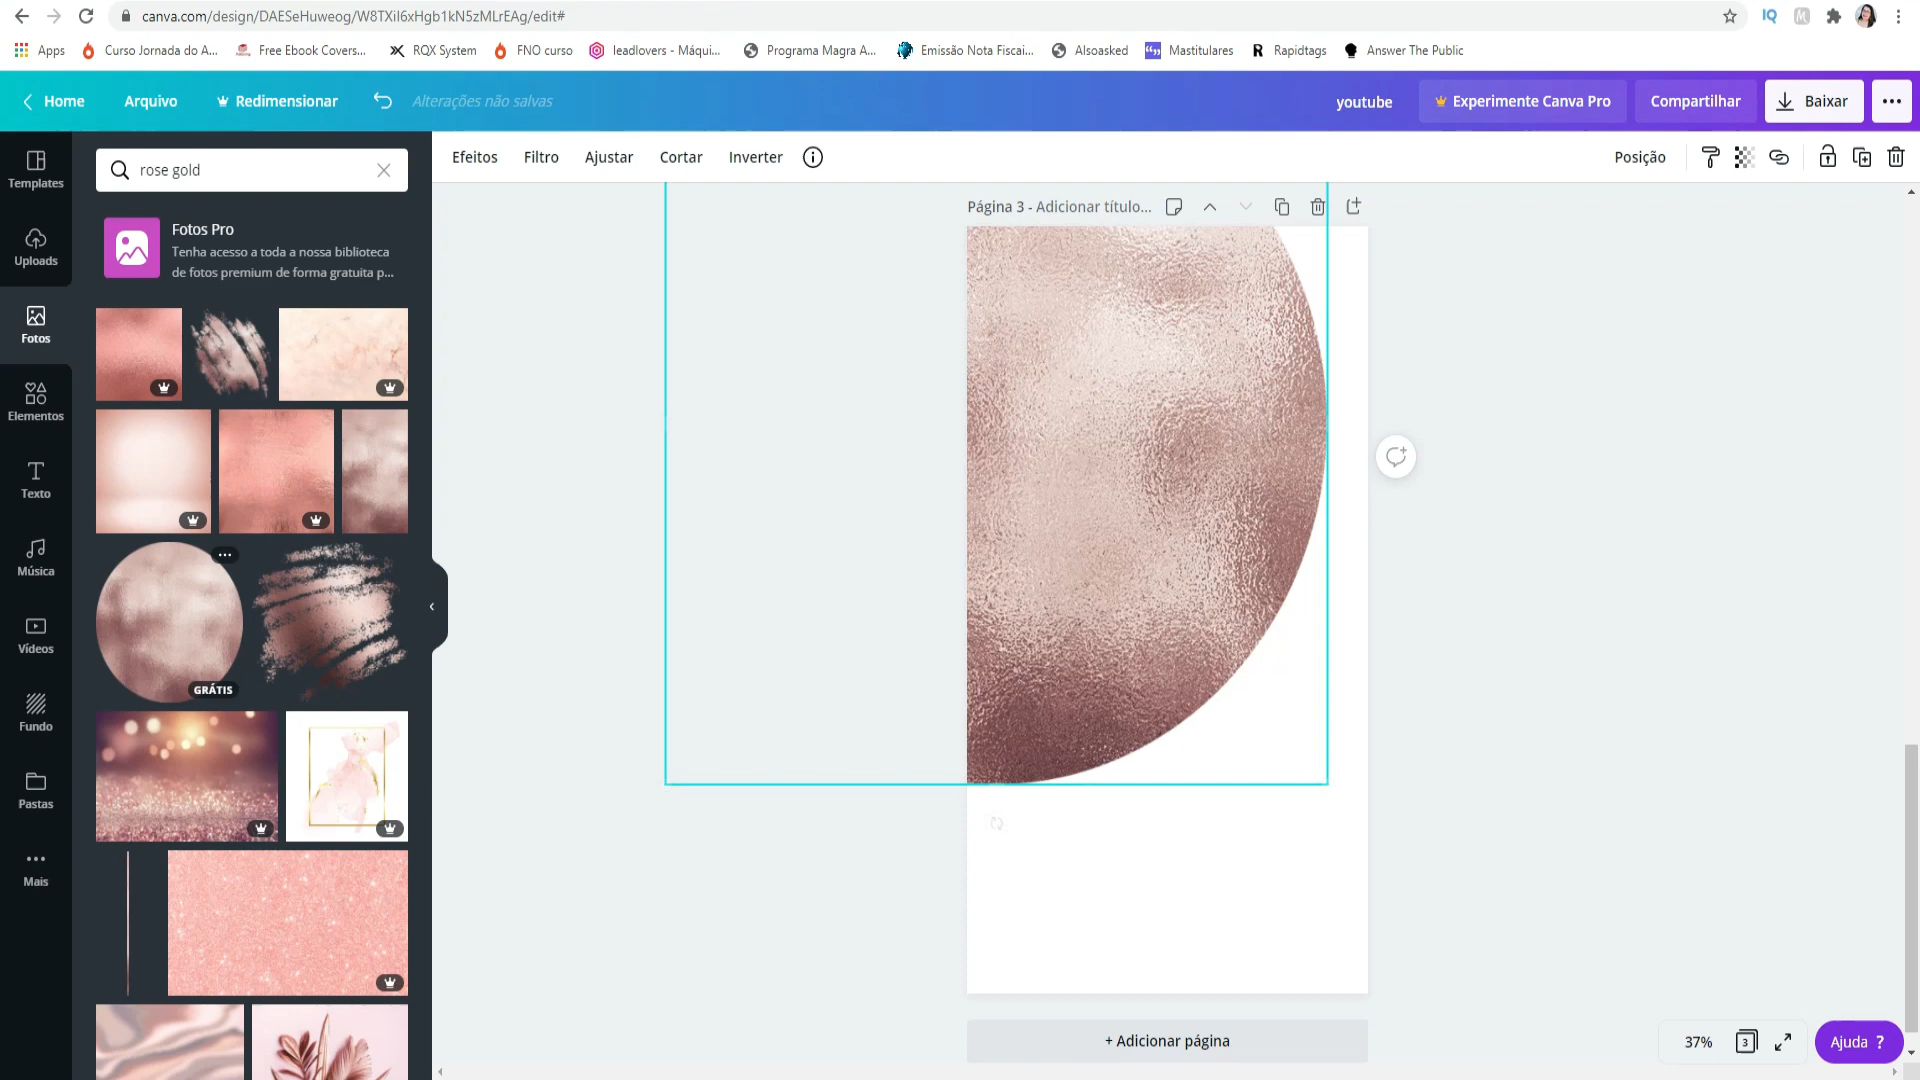 canva.com/design/DAESeHuweog/W8TXiI6xHgb1kN5zMLrEAg/edit#
Apps
Curso Jornada do A...
Free Ebook Covers...
RQX System
FNO curso
leadlovers - Máqui...
Programa Magra A...
Emissão Nota Fiscai...
Alsoasked
Mastitulares
Rapidtags
Answer The Public
Home
Arquivo
Redimensionar
Alterações não salvas
youtube
Experimente Canva Pro
Compartilhar
Baixar
Templates
Uploads
Fotos
Elementos
Texto
Música
Vídeos
Fundo
Pastas
Mais
rose gold
Fotos Pro
Tenha acesso a toda a nossa biblioteca
de fotos premium de forma gratuita p...
GRÁTIS
Efeitos
Filtro
Ajustar
Cortar
Inverter
Posição
Página 3 - Adicionar título...
+ Adicionar página
37%
3
Ajuda ?